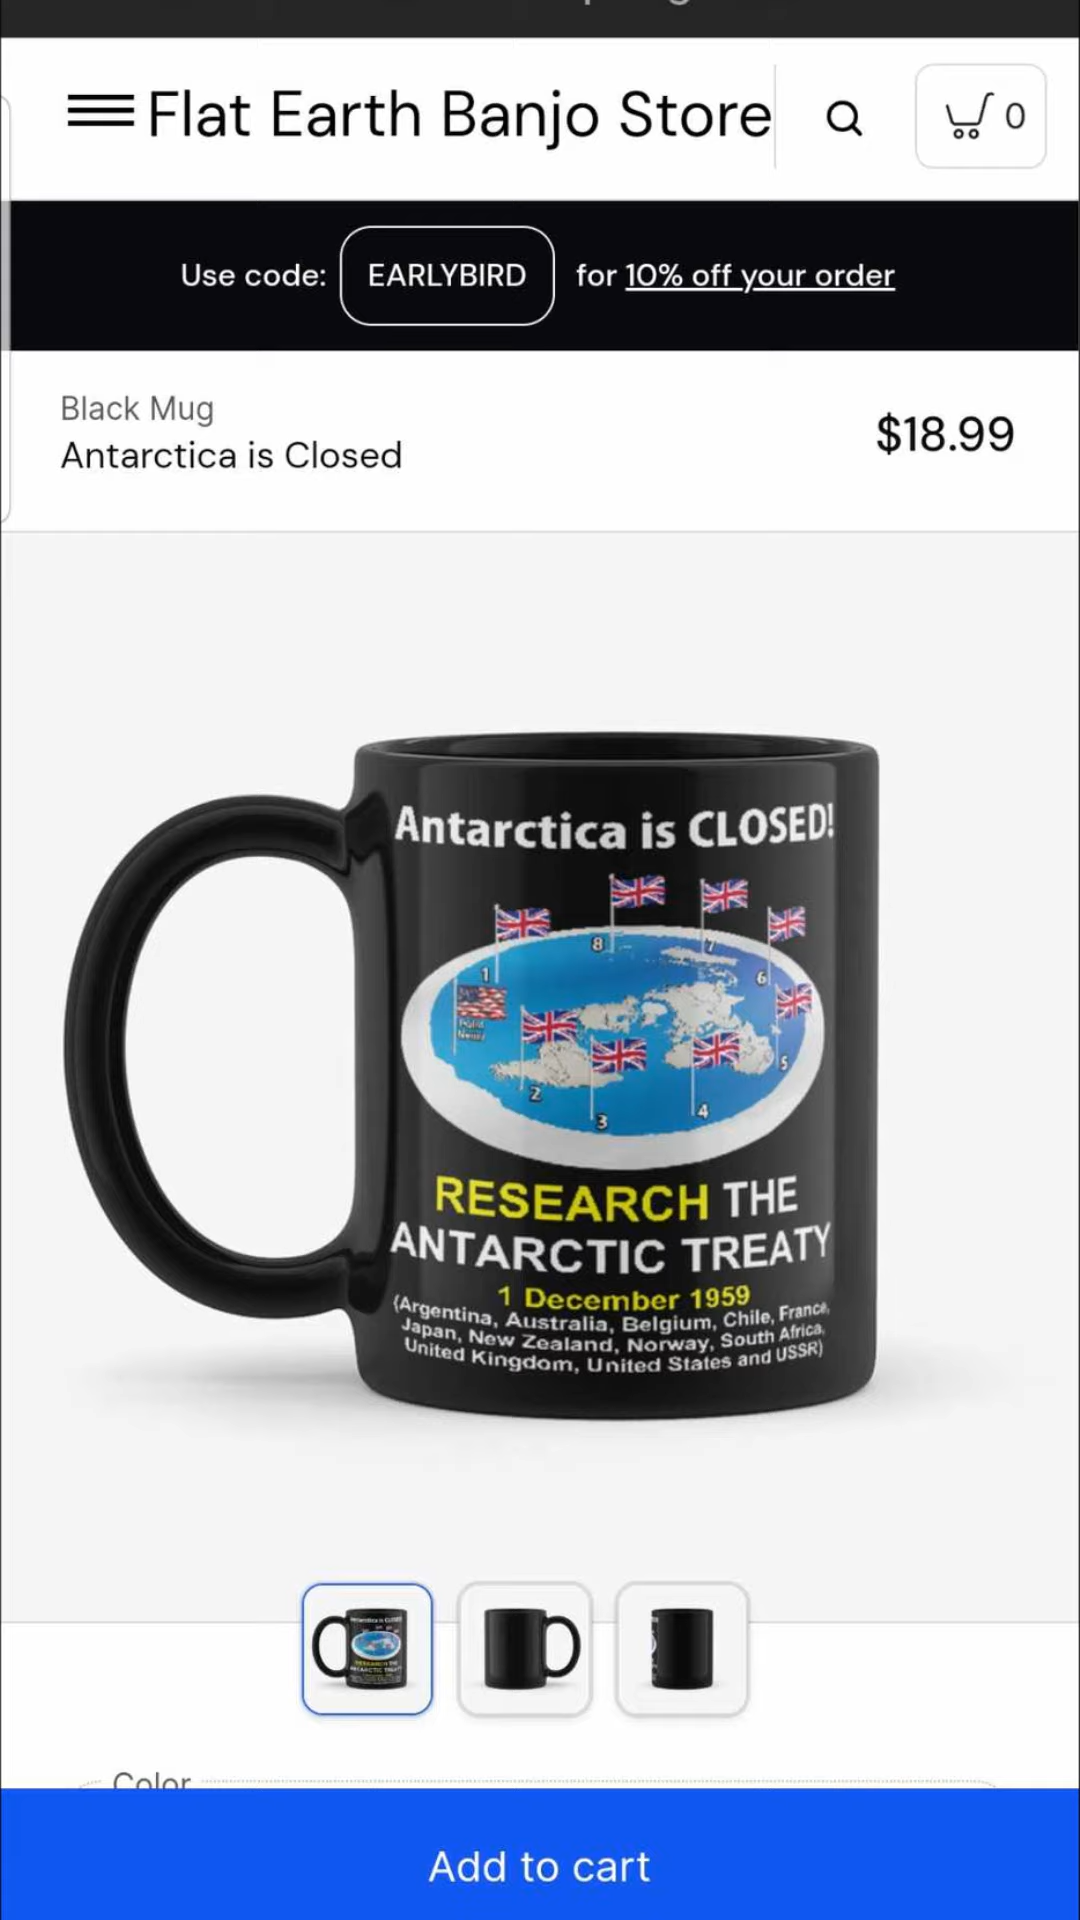 Flat Earth Banjo Store
0
Use code: EARLYBIRD for 10% off your order
Black Mug
Antarctica is Closed
$18.99
Antarctica is CLOSED!
8
7
1
6
5
2
4
3
RESEARCH THE
ANTARCTIC TREATY
1 December 1959
(Argentina, Australia, Belgium, Chile, France,
Japan, New Zealand, Norway, South Africa,
United Kingdom, United States and USSR)
Color
Add to cart